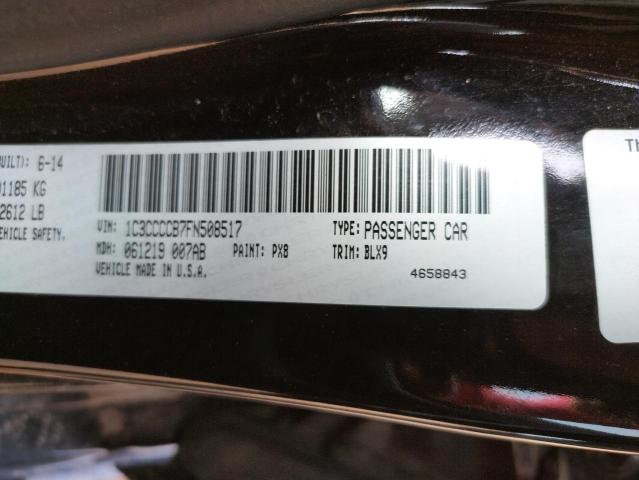 UILT): 6-14
1185 KG
2612 LB
EHICLE SAFETY.
VIN: 1C3CCCCB7FN508517
TYPE: PASSENGER CAR
MDH: 061219 007AB
PAINT: PX8
TRIM: BLX9
VEHICLE MADE IN U.S.A.
4658843
Th